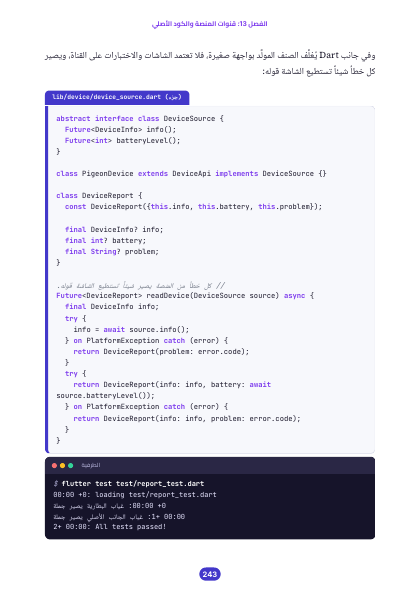 الفصل 13: قنوات المنصة والكود الأصلي
وفي جانب Dart يُغلَّف الصنف المولَّد بواجهة صغيرة، فلا تعتمد الشاشات والاختبارات على القناة، ويصير
كل خطأ شيئاً تستطيع الشاشة قوله:
lib/device/device_source.dart (جزء)
abstract interface class DeviceSource {
  Future<DeviceInfo> info();
  Future<int> batteryLevel();
}
class PigeonDevice extends DeviceApi implements DeviceSource {}
class DeviceReport {
  const DeviceReport({this.info, this.battery, this.problem});
  final DeviceInfo? info;
  final int? battery;
  final String? problem;
}
// كل خطأ من المنصة يصير شيئاً تستطيع الشاشة قوله.
Future<DeviceReport> readDevice(DeviceSource source) async {
  final DeviceInfo info;
  try {
    info = await source.info();
  } on PlatformException catch (error) {
    return DeviceReport(problem: error.code);
  }
  try {
    return DeviceReport(info: info, battery: await
source.batteryLevel());
  } on PlatformException catch (error) {
    return DeviceReport(info: info, problem: error.code);
  }
}
الطرفية
$ flutter test test/report_test.dart
00:00 +0: loading test/report_test.dart
00:00 +0: غياب البطارية يصير جملة
00:00 +1: غياب الجانب الأصلي يصير جملة
00:00 +2: All tests passed!
243